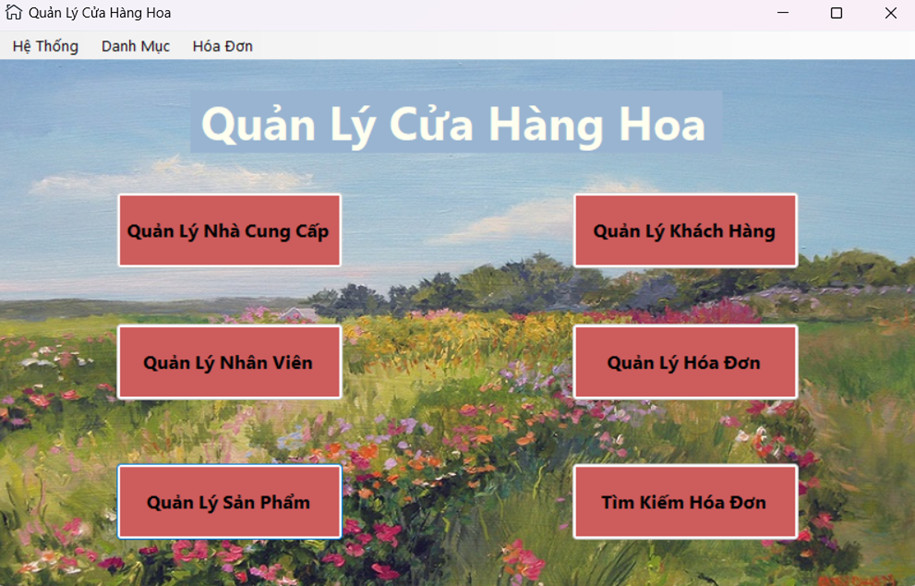 Quản Lý Cửa Hàng Hoa
Hệ Thống Danh Mục Hóa Đơn
Quản Lý Cửa Hàng Hoa
Quản Lý Nhà Cung Cấp
Quản Lý Khách Hàng
Quản Lý Nhân Viên
Quản Lý Hóa Đơn
Quản Lý Sản Phẩm
Tìm Kiếm Hóa Đơn